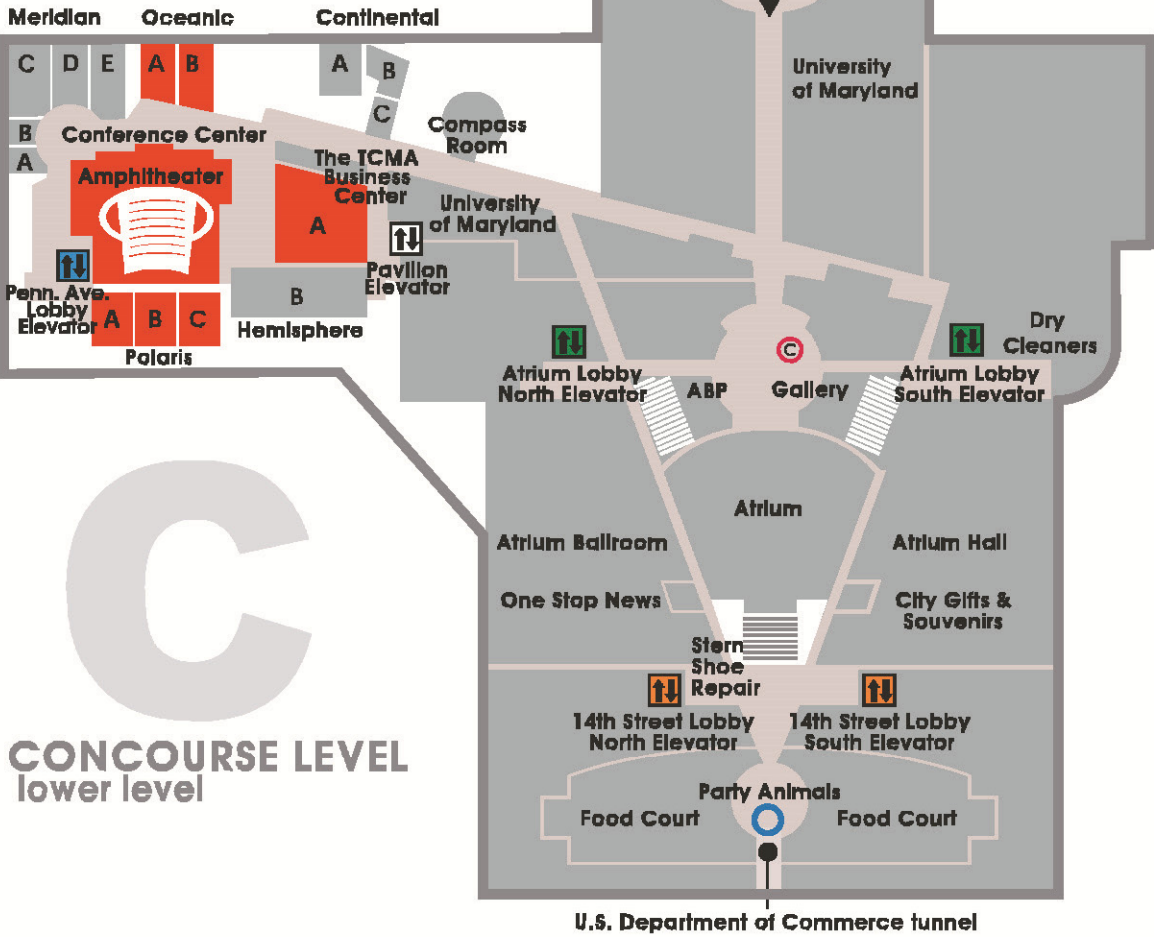 Meridian
Oceanic
Continental
C
D
E
A
B
A
B
C
B
A
Conference Center
Amphitheater
The TCMA
Business
Center
Compass
Room
University
of Maryland
University
of Maryland
A
B
Hemisphere
Pavilion
Elevator
Penn. Ave.
Lobby
Elevator
A
B
C
Polaris
Atrium Lobby
North Elevator
ABP
C
Gallery
Atrium Lobby
South Elevator
Dry
Cleaners
Atrium
Atrium Ballroom
Atrium Hall
One Stop News
City Gifts &
Souvenirs
Stern
Shoe
Repair
14th Street Lobby
North Elevator
14th Street Lobby
South Elevator
Party Animals
Food Court
Food Court
U.S. Department of Commerce tunnel
C
CONCOURSE LEVEL
lower level